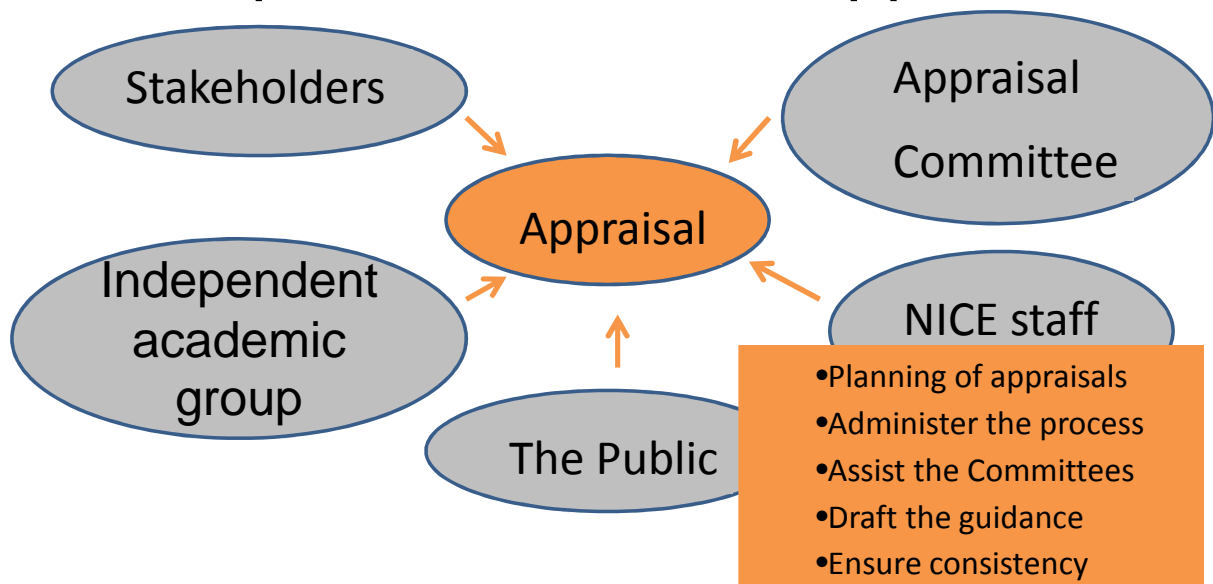 Stakeholders
Appraisal
Committee
Appraisal
Independent
academic
group
NICE staff
The Public
•Planning of appraisals
•Administer the process
•Assist the Committees
•Draft the guidance
•Ensure consistency